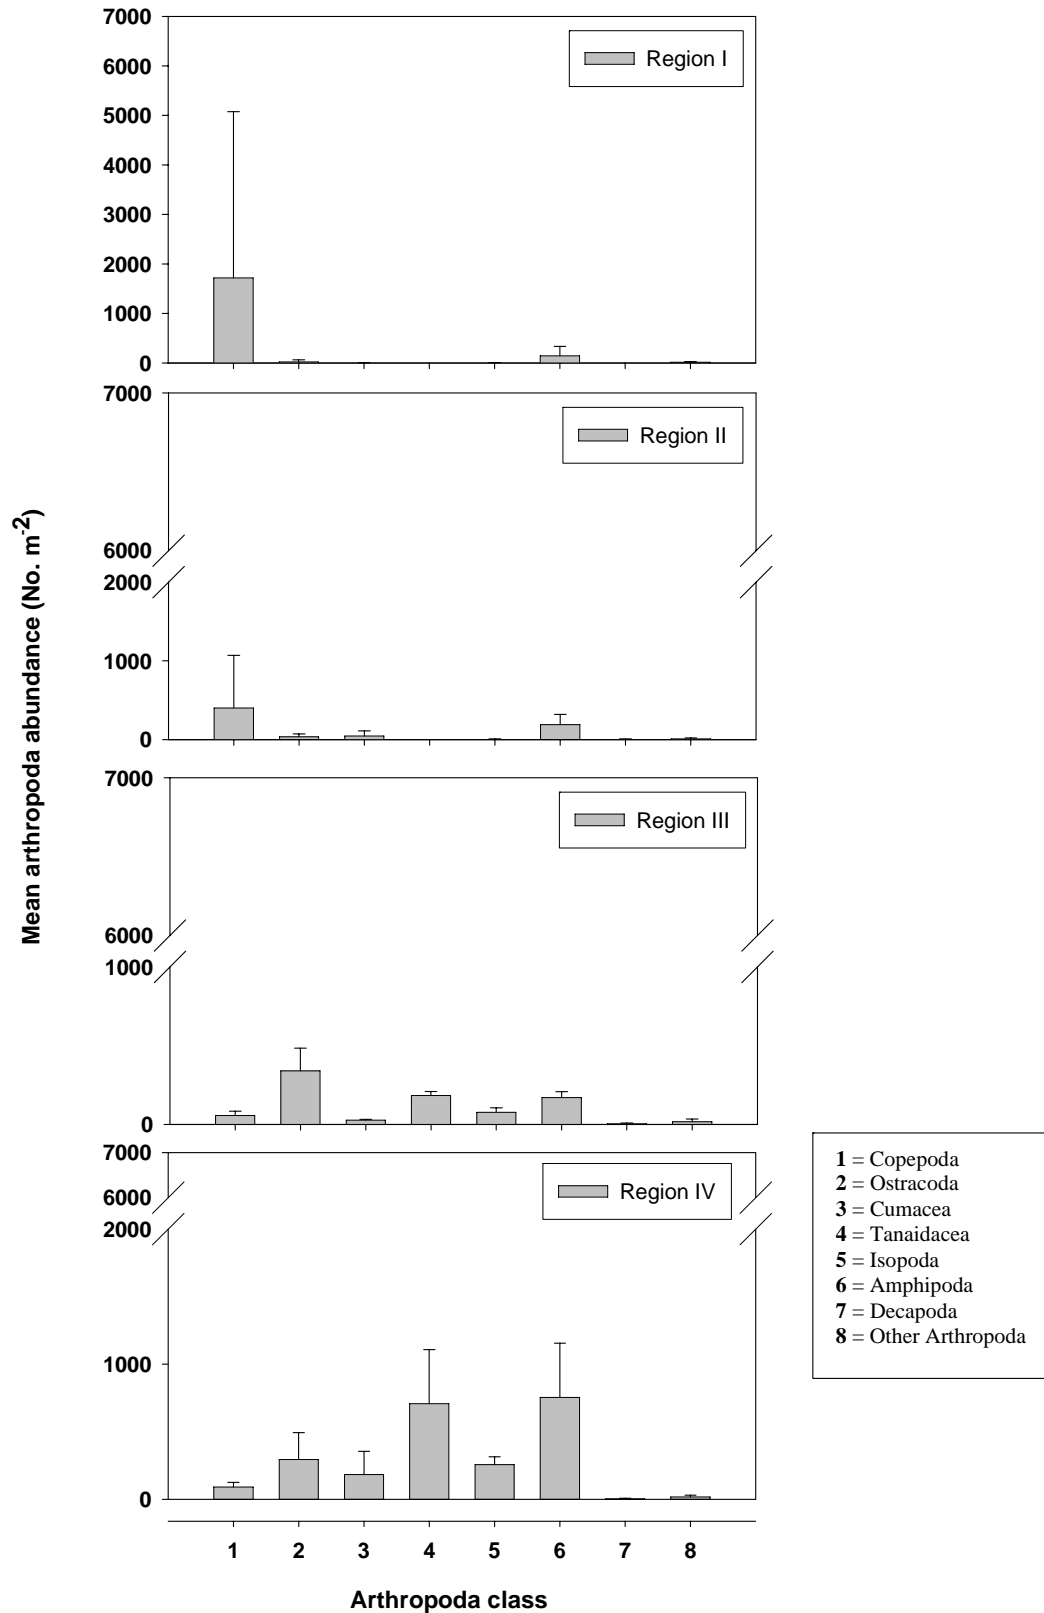 Mean arthropoda abundance (No. m-2)
7000
6000
5000
4000
3000
2000
1000
0
Region I
7000
6000
2000
1000
0
Region II
7000
6000
1000
0
Region III
7000
6000
2000
1000
0
Region IV
1 2 3 4 5 6 7 8
Arthropoda class
1 = Copepoda
2 = Ostracoda
3 = Cumacea
4 = Tanaidacea
5 = Isopoda
6 = Amphipoda
7 = Decapoda
8 = Other Arthropoda